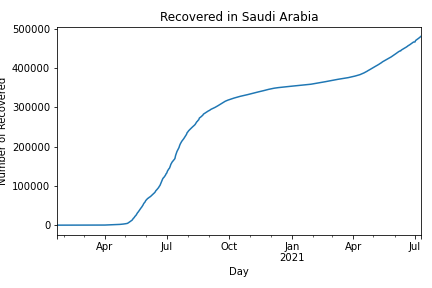 Recovered in Saudi Arabia
Number of Recovered
500000
400000
300000
200000
100000
0
Apr
Jul
Oct
Jan
2021
Apr
Jul
Day